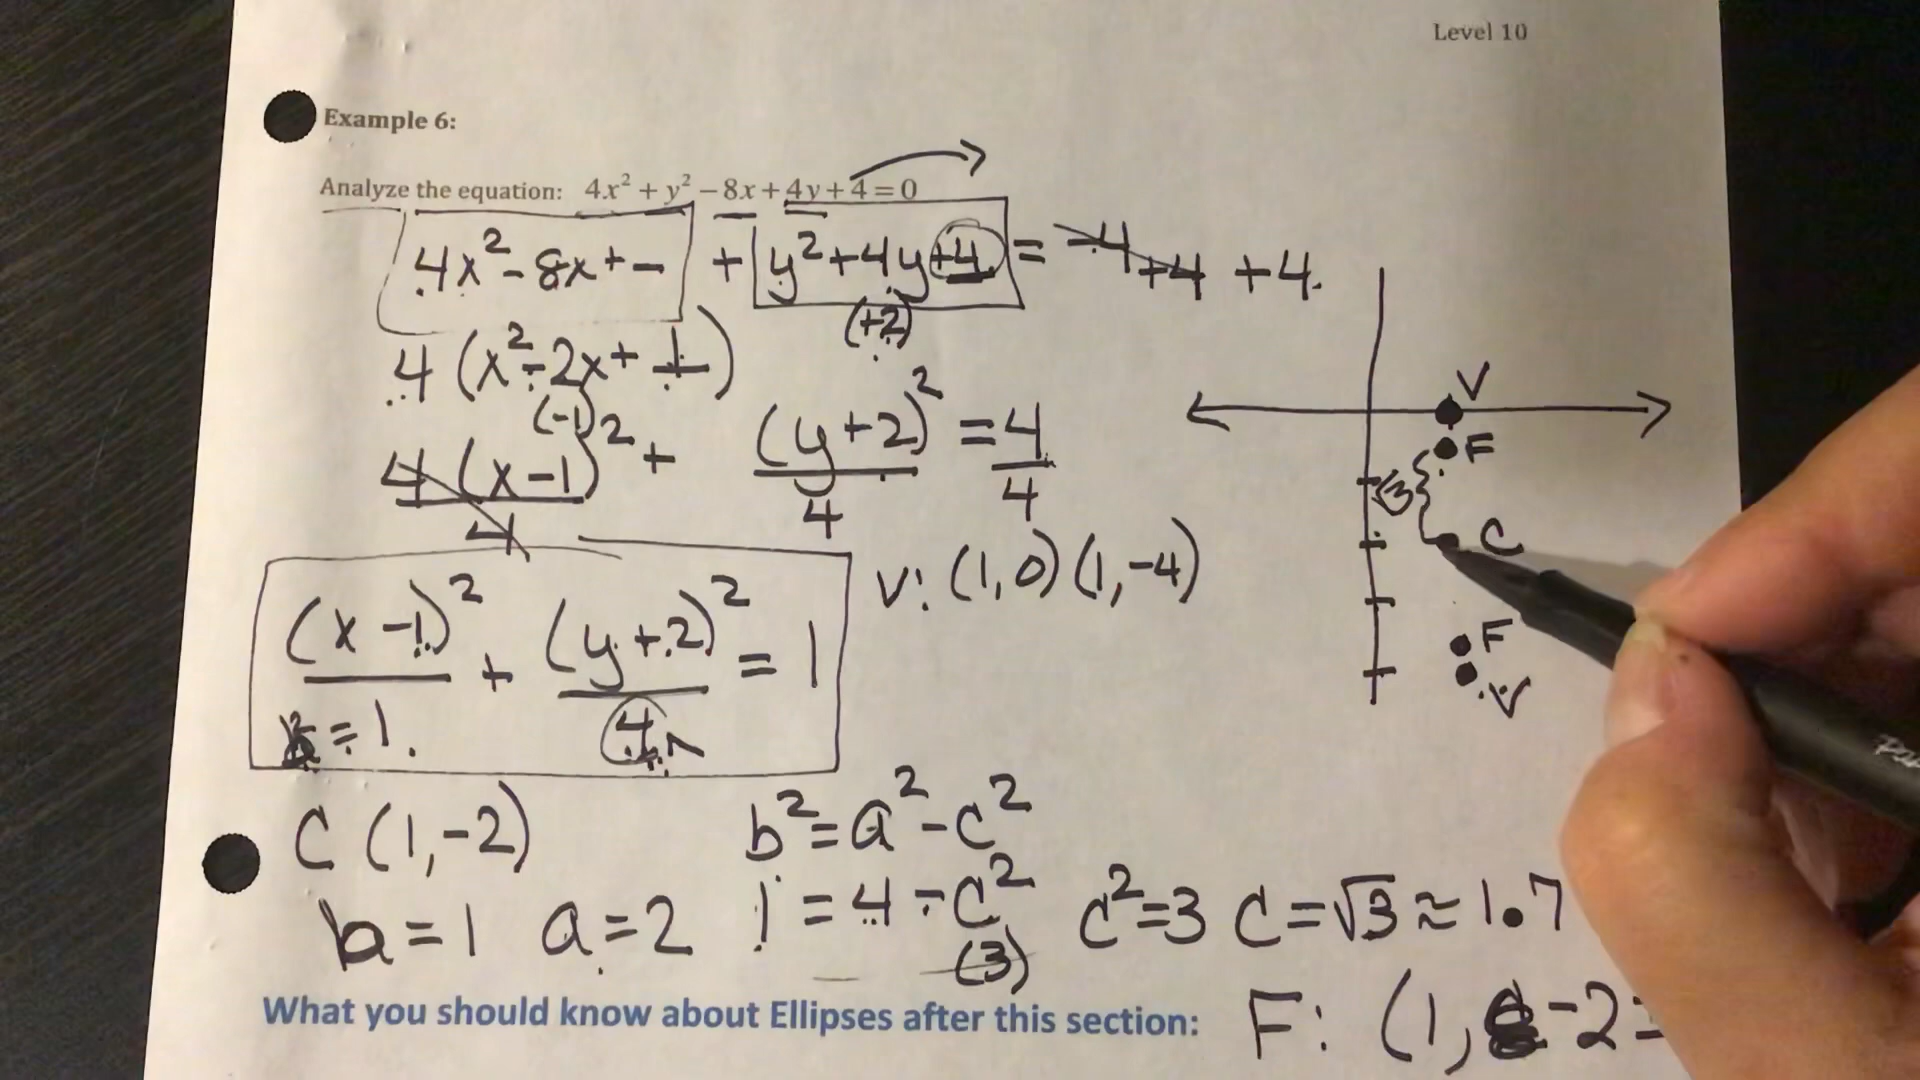 Level 10
Example 6:
Analyze the equation: 4x² + y² − 8x + 4y + 4 = 0
4x² - 8x + _ + y² + 4y +4 = -4 +4 +4
(+2)
4 (x² - 2x + 1)
(-1)
4 (x - 1)² + (y + 2)² = 4
4 4 4
(x - 1)² + (y + 2)² = 1
= 1 4
V: (1, 0) (1, -4)
V
F
√3
C
F
V
C (1, -2)
b² = a² - c²
b = 1 a = 2
1 = 4 - c² c² = 3 C = √3 ≈ 1.7
(3)
What you should know about Ellipses after this section:
F: (1, -2